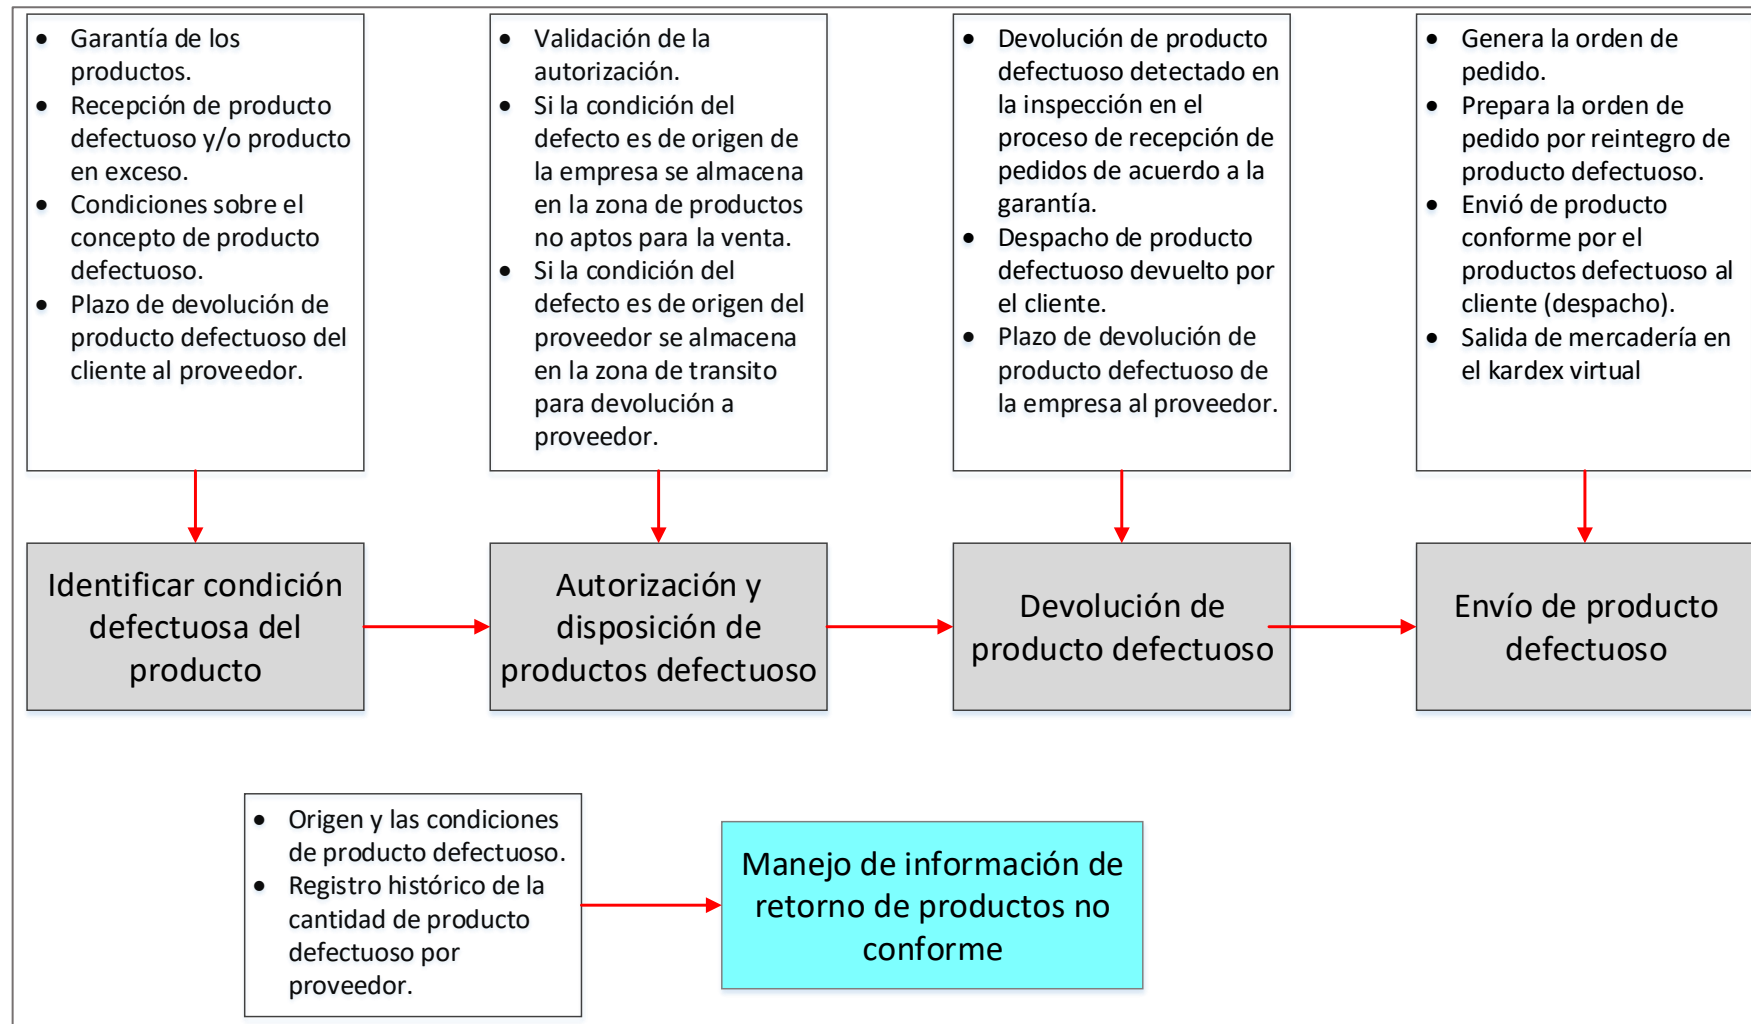 • Garantía de los
productos.
• Recepción de producto
defectuoso y/o producto
en exceso.
• Condiciones sobre el
concepto de producto
defectuoso.
• Plazo de devolución de
producto defectuoso del
cliente al proveedor.
• Validación de la
autorización.
• Si la condición del
defecto es de origen de
la empresa se almacena
en la zona de productos
no aptos para la venta.
• Si la condición del
defecto es de origen del
proveedor se almacena
en la zona de transito
para devolución a
proveedor.
• Devolución de producto
defectuoso detectado en
la inspección en el
proceso de recepción de
pedidos de acuerdo a la
garantía.
• Despacho de producto
defectuoso devuelto por
el cliente.
• Plazo de devolución de
producto defectuoso de
la empresa al proveedor.
• Genera la orden de
pedido.
• Prepara la orden de
pedido por reintegro de
producto defectuoso.
• Envió de producto
conforme por el
productos defectuoso al
cliente (despacho).
• Salida de mercadería en
el kardex virtual
Identificar condición
defectuosa del
producto
Autorización y
disposición de
productos defectuoso
Devolución de
producto defectuoso
Envío de producto
defectuoso
• Origen y las condiciones
de producto defectuoso.
• Registro histórico de la
cantidad de producto
defectuoso por
proveedor.
Manejo de información de
retorno de productos no
conforme